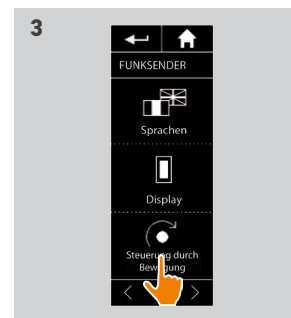 3
FUNKSENDER
Sprachen
Display
Steuerung durch
Bewegung